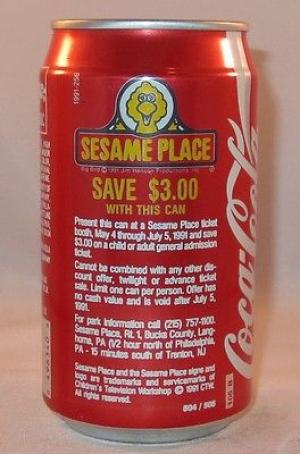 1991-256
SESAME PLACE
Big Bird © 1991 Jim Henson Productions, Inc.
SAVE $3.00
WITH THIS CAN
Present this can at a Sesame Place ticket
booth, May 4 through July 5, 1991 and save
$3.00 on a child or adult general admission
ticket.
Cannot be combined with any other dis-
count offer, twilight or advance ticket
sale. Limit one can per person. Offer has
no cash value and is void after July 5,
1991.
For park information call (215) 757-1100.
Sesame Place, Rt. 1, Bucks County, Lang-
horne, PA (1/2 hour north of Philadelphia,
PA - 15 minutes south of Trenton, NJ
Sesame Place and the Sesame Place signs and
logo are trademarks and servicemarks of
Children's Television Workshop © 1991 CTW.
All rights reserved.
504 / 505
Coca-Cola